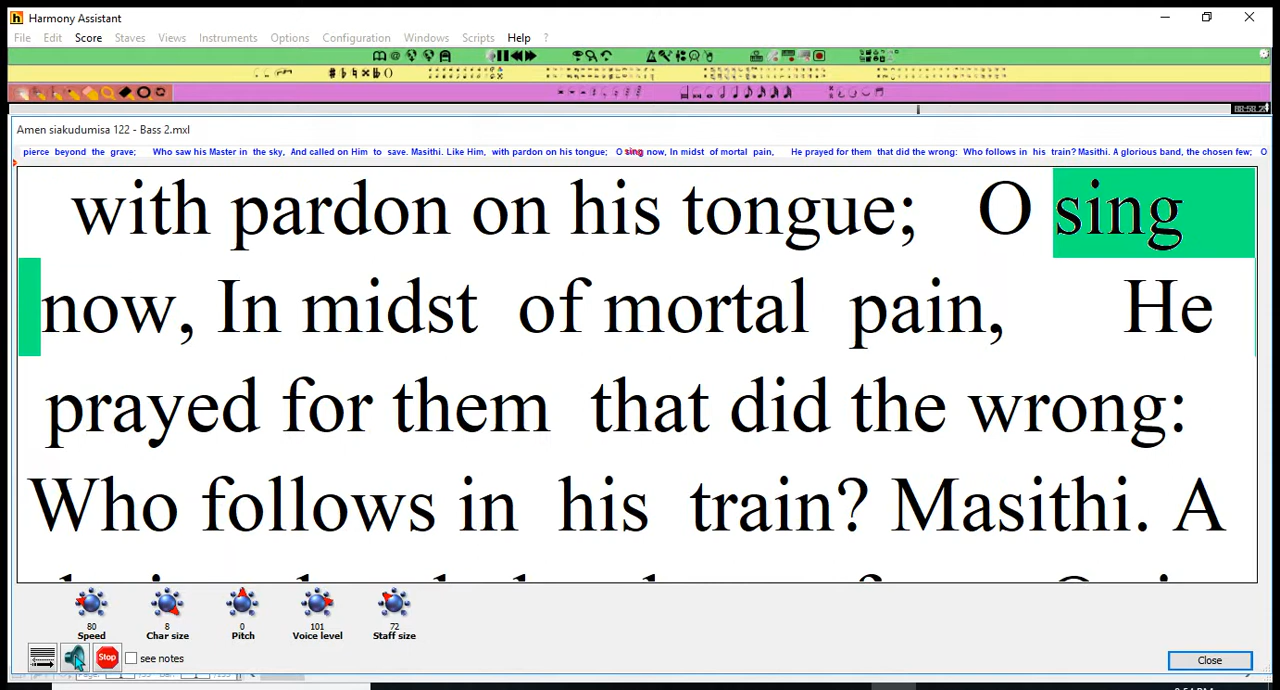 Harmony Assistant
File Edit Score Staves Views Instruments Options Configuration Windows Scripts Help ?
Amen siakudumisa 122 - Bass 2.mxl
pierce beyond the grave; Who saw his Master in the sky, And called on Him to save. Masithi. Like Him, with pardon on his tongue; O sing now, In midst of mortal pain, He prayed for them that did the wrong: Who follows in his train? Masithi. A glorious band, the chosen few; O
with pardon on his tongue; O sing
now, In midst of mortal pain, He
prayed for them that did the wrong:
Who follows in his train? Masithi. A
80 8 0 101 72
Speed Char size Pitch Voice level Staff size
Stop see notes Close